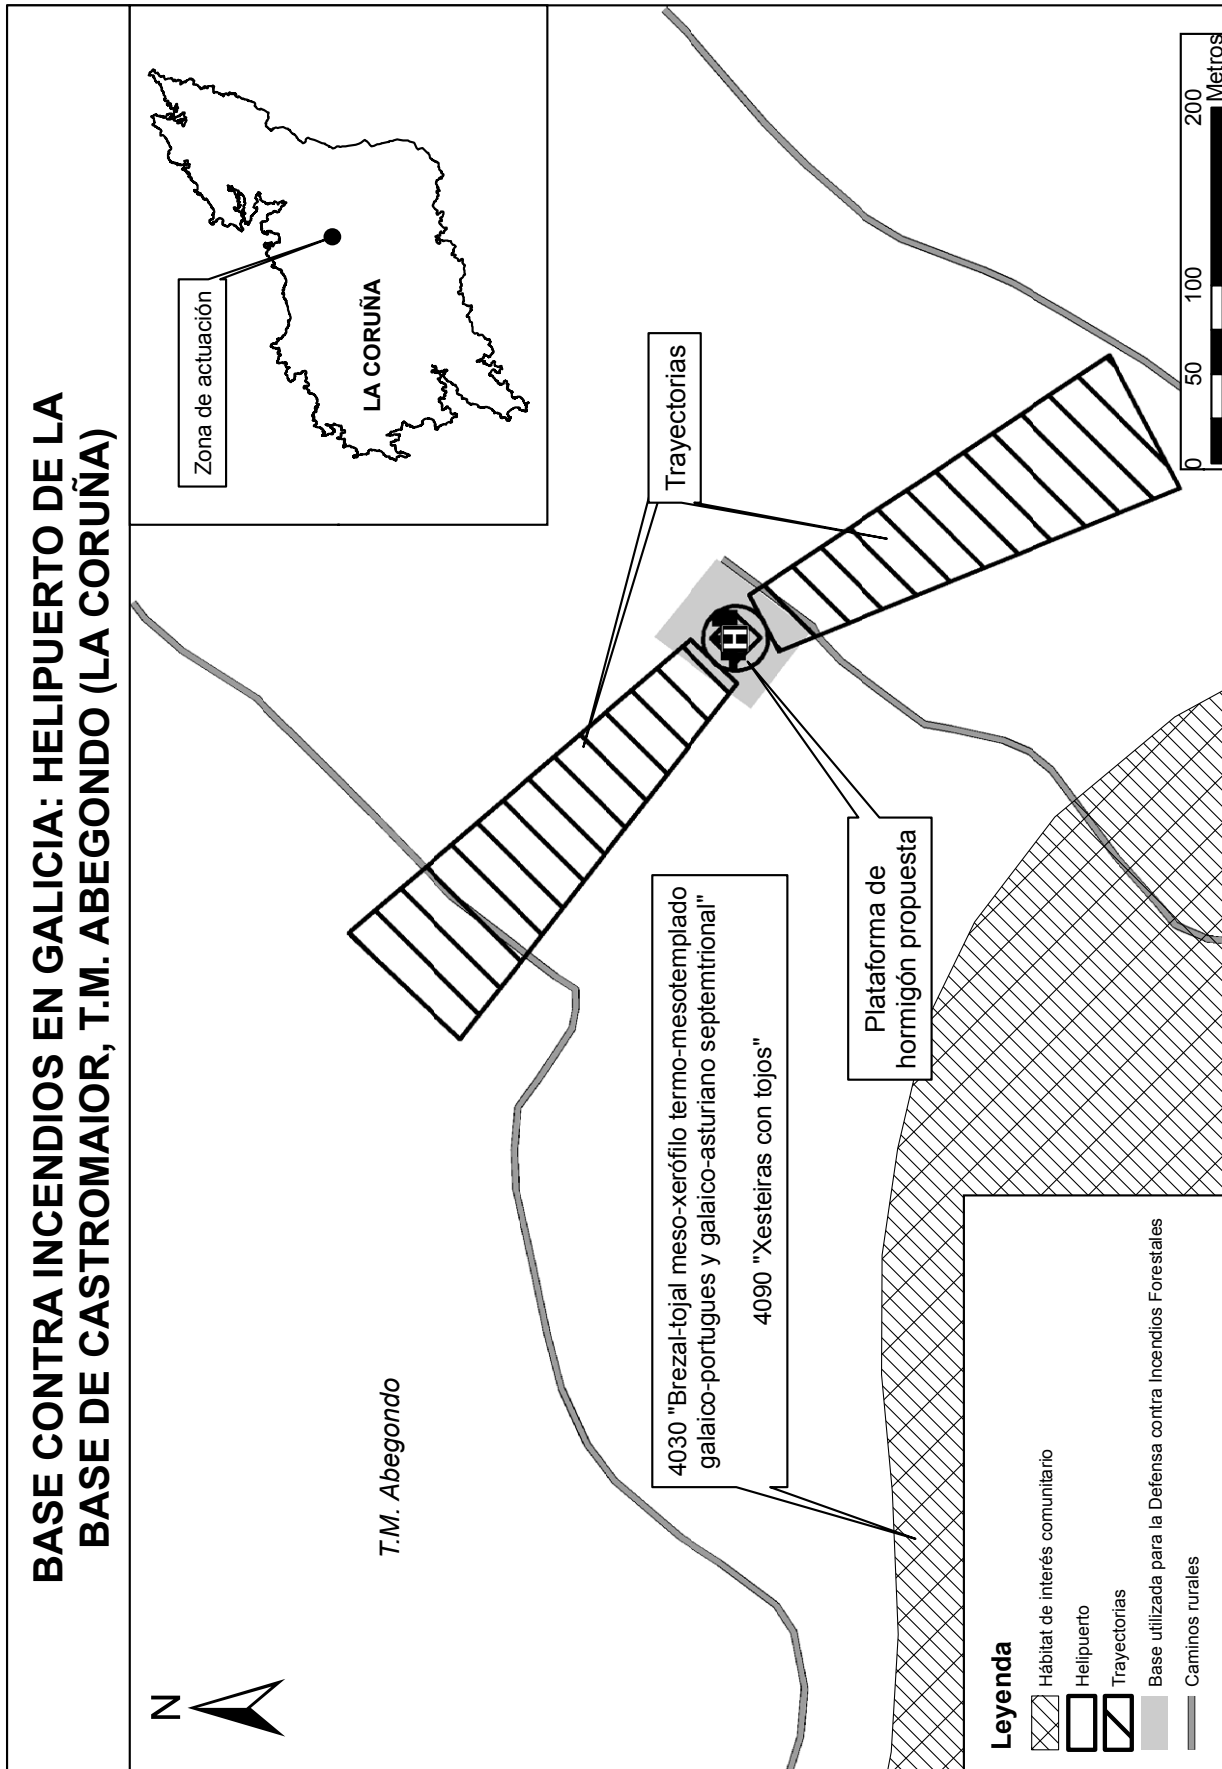 BASE CONTRA INCENDIOS EN GALICIA: HELIPUERTO DE LA
BASE DE CASTROMAIOR, T.M. ABEGONDO (LA CORUÑA)
N
Zona de actuación
LA CORUÑA
T.M. Abegondo
Trayectorias
H
4030 "Brezal-tojal meso-xerófilo termo-mesotemplado
galaico-portugues y galaico-asturiano septemtrional"
4090 "Xesteiras con tojos"
Plataforma de
hormigón propuesta
Leyenda
Hábitat de interés comunitario
Helipuerto
Trayectorias
Base utilizada para la Defensa contra Incendios Forestales
Caminos rurales
0 50 100 200
Metros